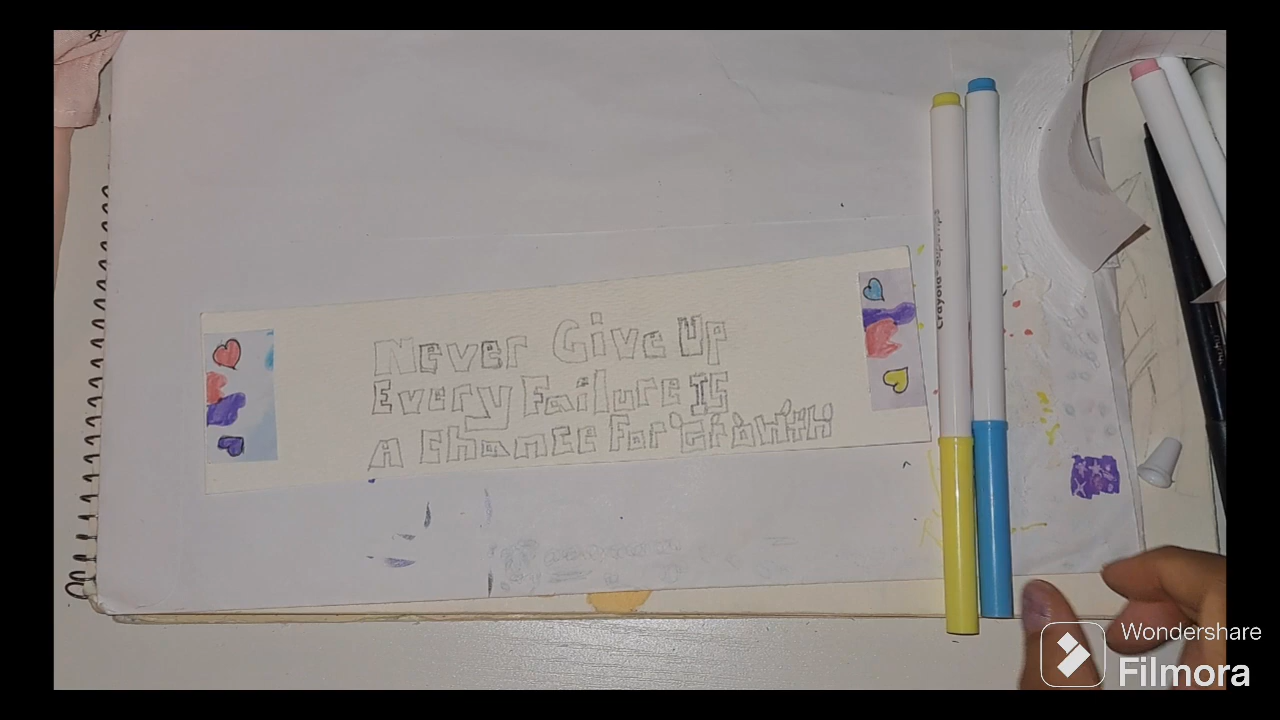 Never Give Up
Every Failure Is
A Chance For Growth
Crayola
Wondershare
Filmora